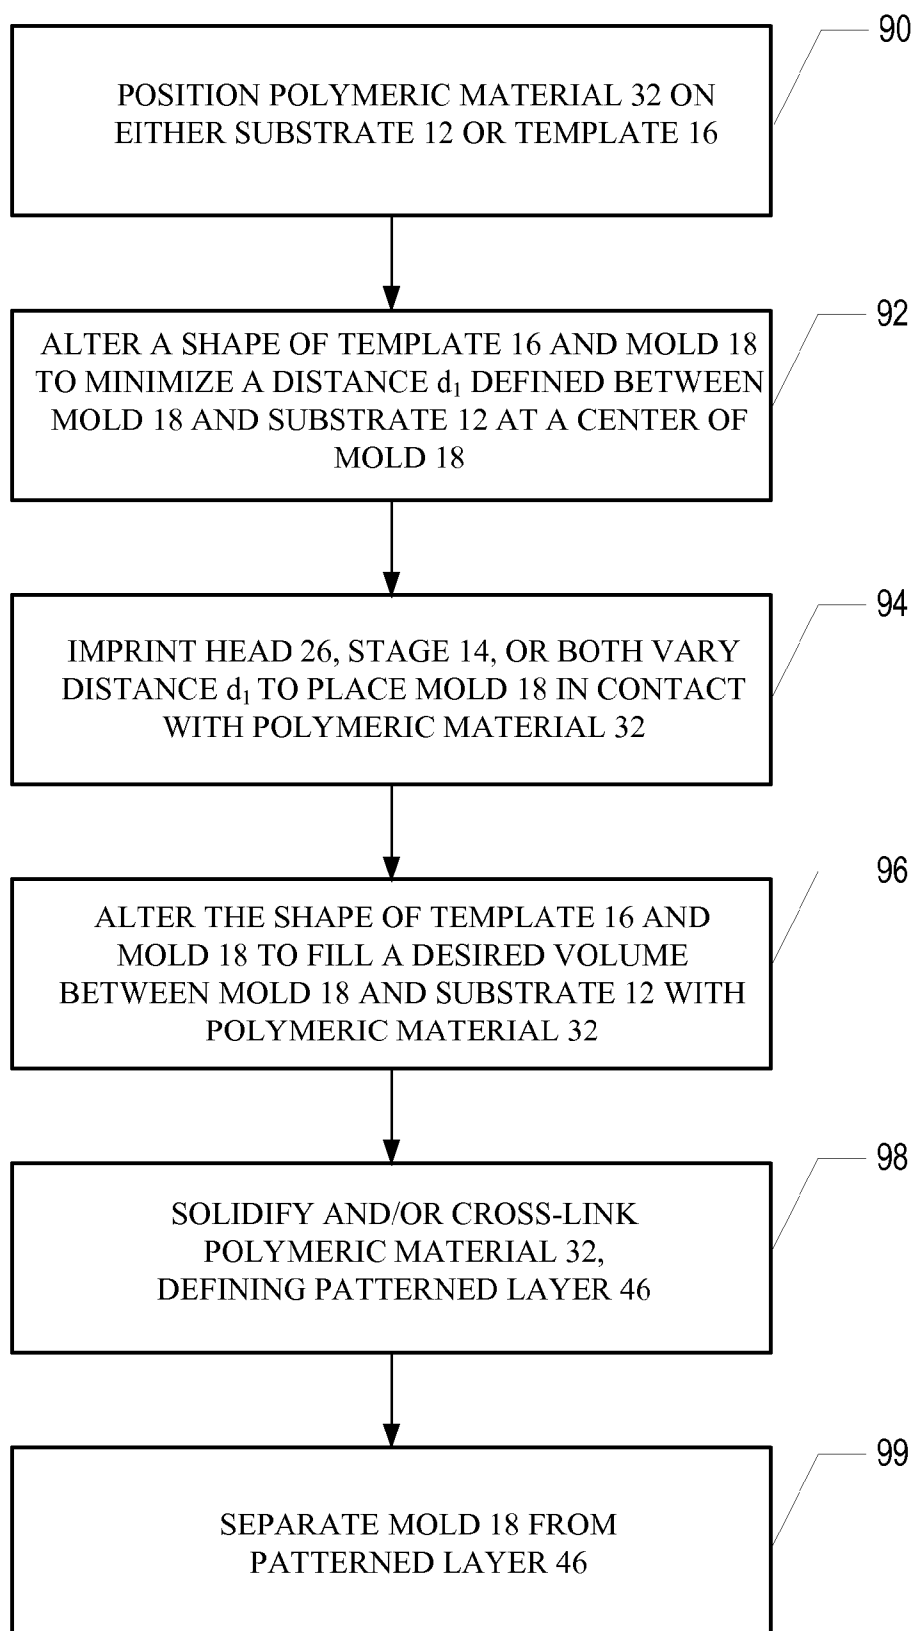 90
POSITION POLYMERIC MATERIAL 32 ON
EITHER SUBSTRATE 12 OR TEMPLATE 16
92
ALTER A SHAPE OF TEMPLATE 16 AND MOLD 18
TO MINIMIZE A DISTANCE d₁ DEFINED BETWEEN
MOLD 18 AND SUBSTRATE 12 AT A CENTER OF
MOLD 18
94
IMPRINT HEAD 26, STAGE 14, OR BOTH VARY
DISTANCE d₁ TO PLACE MOLD 18 IN CONTACT
WITH POLYMERIC MATERIAL 32
96
ALTER THE SHAPE OF TEMPLATE 16 AND
MOLD 18 TO FILL A DESIRED VOLUME
BETWEEN MOLD 18 AND SUBSTRATE 12 WITH
POLYMERIC MATERIAL 32
98
SOLIDIFY AND/OR CROSS-LINK
POLYMERIC MATERIAL 32,
DEFINING PATTERNED LAYER 46
99
SEPARATE MOLD 18 FROM
PATTERNED LAYER 46